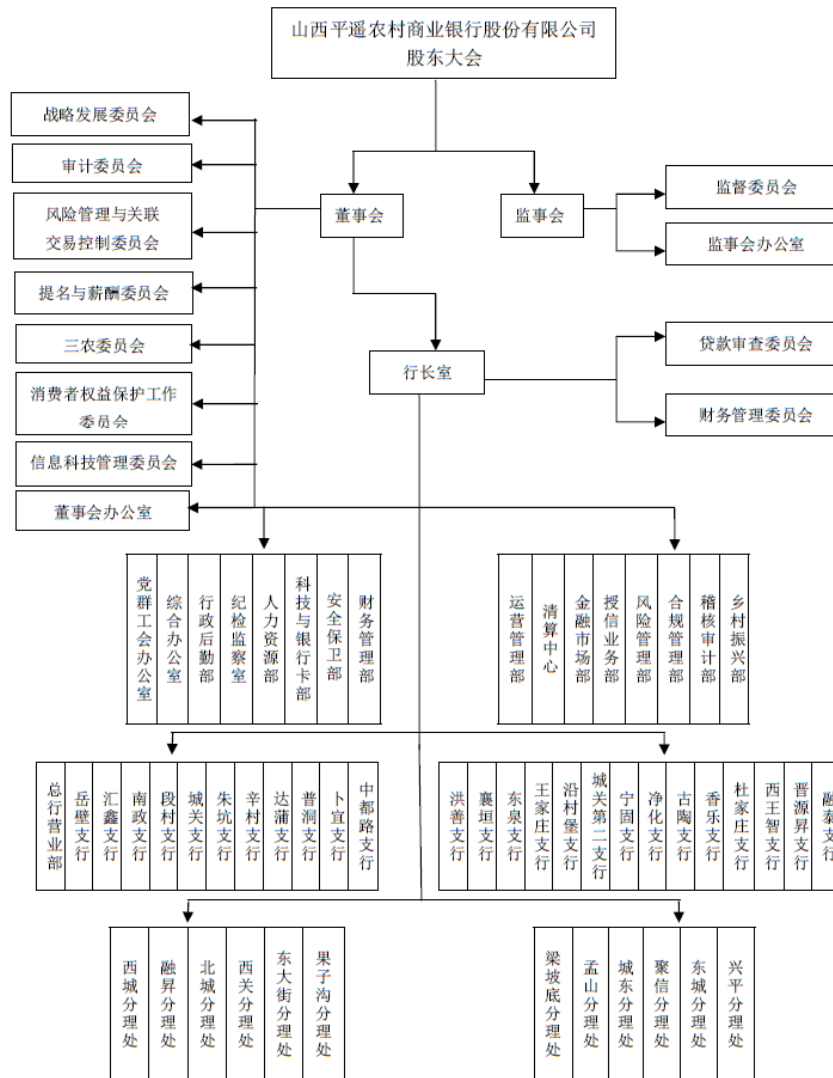 山西平遥农村商业银行股份有限公司
股东大会
战略发展委员会
审计委员会
风险管理与关联
交易控制委员会
提名与薪酬委员会
三农委员会
消费者权益保护工作
委员会
信息科技管理委员会
董事会办公室
董事会
监事会
监督委员会
监事会办公室
行长室
贷款审查委员会
财务管理委员会
党群工会办公室
综合办公室
行政后勤部
纪检监察室
人力资源部
科技与银行卡部
安全保卫部
财务管理部
运营管理部
清算中心
金融市场部
授信业务部
风险管理部
合规管理部
稽核审计部
乡村振兴部
总行营业部
岳壁支行
汇鑫支行
南政支行
段村支行
城关支行
朱坑支行
辛村支行
达蒲支行
普洞支行
卜宜支行
中都路支行
洪善支行
襄垣支行
东泉支行
王家庄支行
沿村堡支行
城关第二支行
宁固支行
净化支行
古陶支行
香乐支行
杜家庄支行
西王智支行
晋源昇支行
融泰支行
西城分理处
融昇分理处
北城分理处
西关分理处
东大街分理处
果子沟分理处
梁坡底分理处
孟山分理处
城东分理处
聚信分理处
东城分理处
兴平分理处